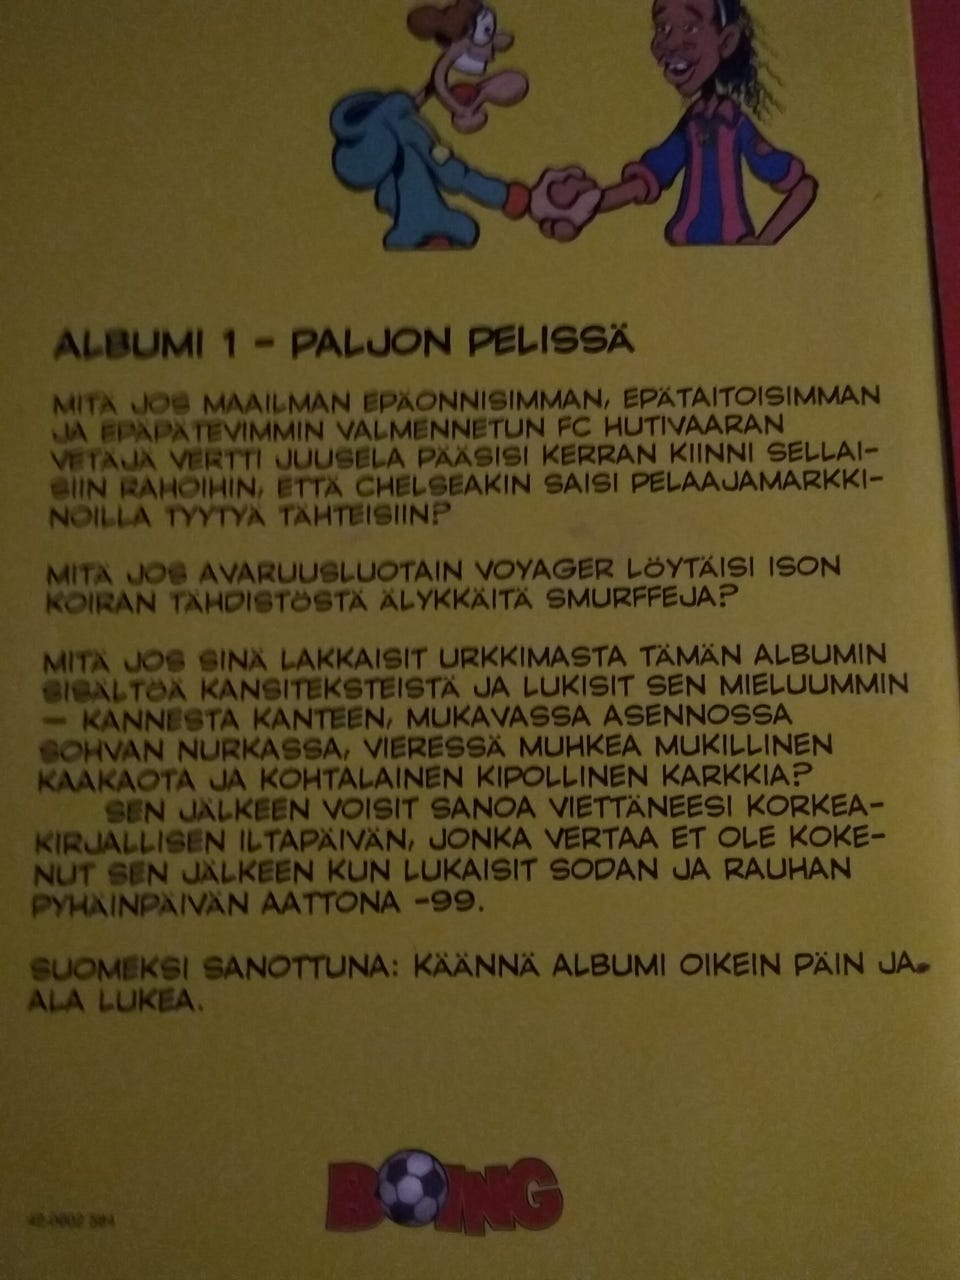 ALBUMI 1 - PALJON PELISSÄ
MITÄ JOS MAAILMAN EPÄONNISIMMAN, EPÄTAITOISIMMAN
JA EPÄPÄTEVIMMIN VALMENNETUN FC HUTIVAARAN
VETÄJÄ VERTTI JUUSELA PÄÄSISI KERRAN KIINNI SELLAI-
SIIN RAHOIHIN, ETTÄ CHELSEAKIN SAISI PELAAJAMARKKI-
NOILLA TYYTYÄ TÄHTEISIIN?
MITÄ JOS AVARUUSLUOTAIN VOYAGER LÖYTÄISI ISON
KOIRAN TÄHDISTÖSTÄ ÄLYKKÄITÄ SMURFFEJA?
MITÄ JOS SINÄ LAKKAISIT URKKIMASTA TÄMÄN ALBUMIN
SISÄLTÖÄ KANSITEKSTEISTÄ JA LUKISIT SEN MIELUUMMIN
– KANNESTA KANTEEN, MUKAVASSA ASENNOSSA
SOHVAN NURKASSA, VIERESSÄ MUHKEA MUKILLINEN
KAAKAOTA JA KOHTALAINEN KIPOLLINEN KARKKIA?
SEN JÄLKEEN VOISIT SANOA VIETTÄNEESI KORKEA-
KIRJALLISEN ILTAPÄIVÄN, JONKA VERTAA ET OLE KOKE-
NUT SEN JÄLKEEN KUN LUKAISIT SODAN JA RAUHAN
PYHÄINPÄIVÄN AATTONA -99.
SUOMEKSI SANOTTUNA: KÄÄNNÄ ALBUMI OIKEIN PÄIN JA
ALA LUKEA.
BOING